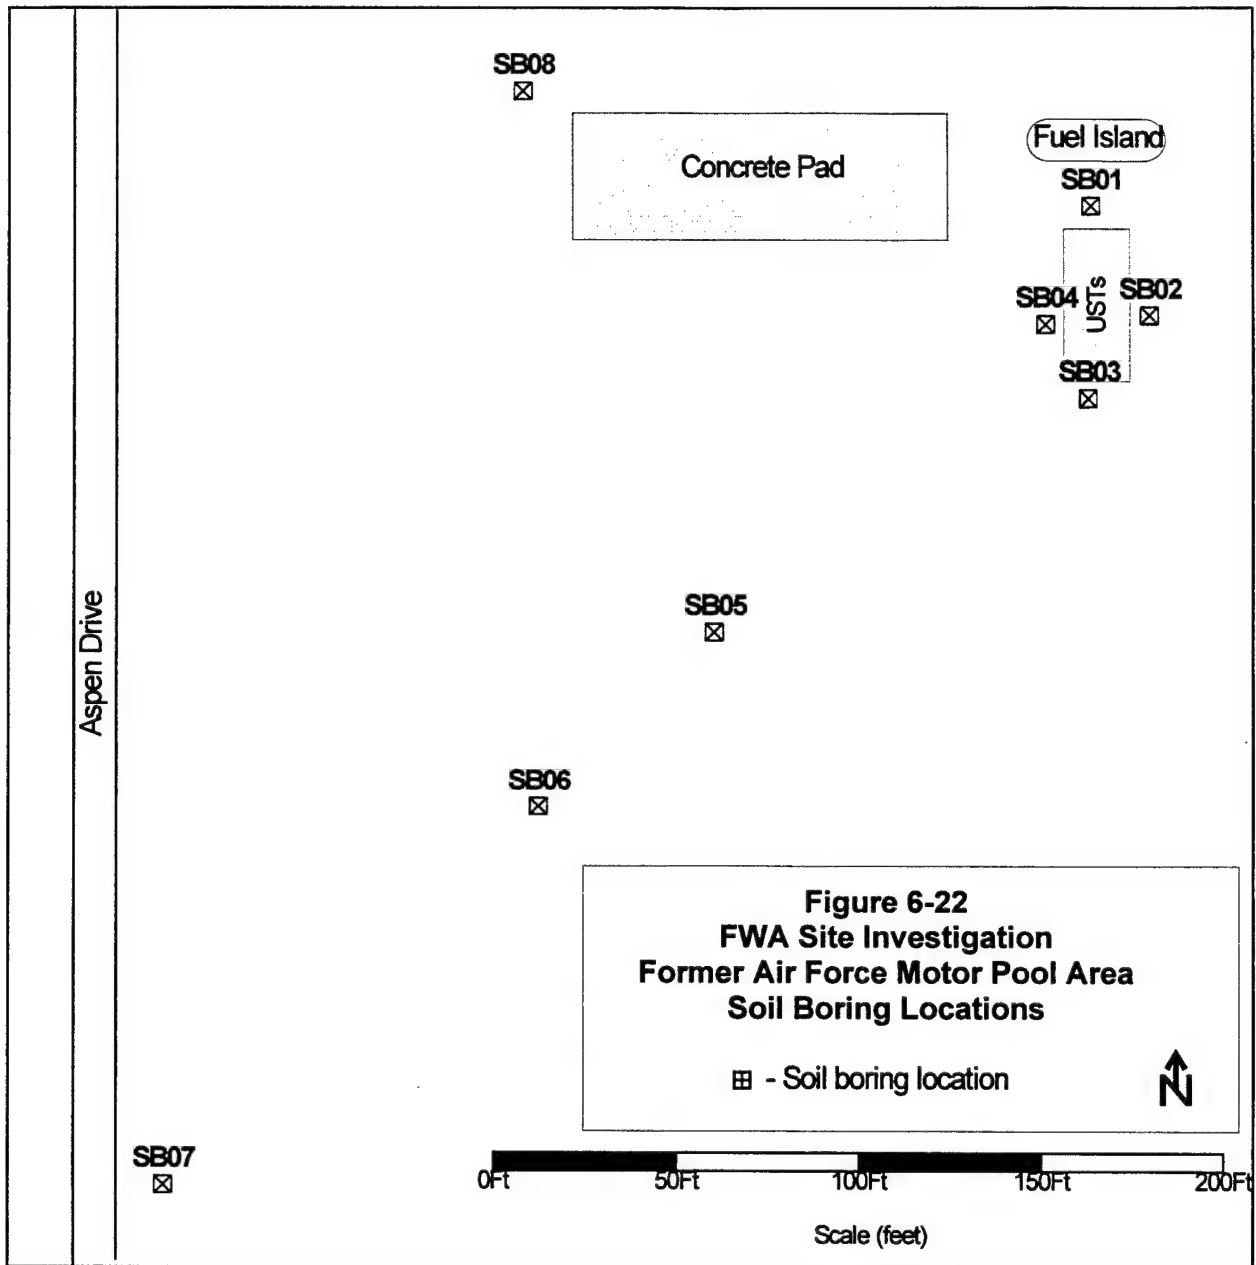 SB08
Fuel Island
Concrete Pad
SB01
SB04
USTs
SB02
SB03
Aspen Drive
SB05
SB06
Figure 6-22
FWA Site Investigation
Former Air Force Motor Pool Area
Soil Boring Locations
- Soil boring location
N
SB07
0Ft 50Ft 100Ft 150Ft 200Ft
Scale (feet)